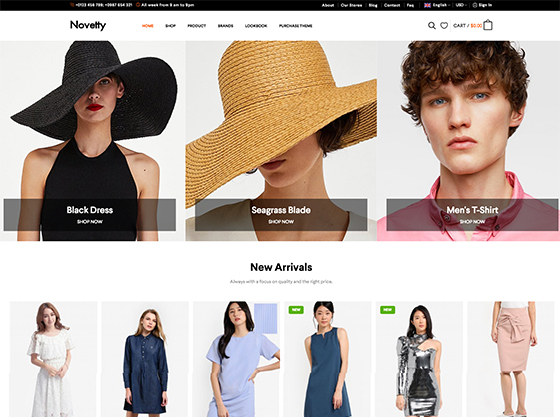 +0123 456 789; +0987 654 321 All week from 8 am to 9pm About Our Stores Blog Contact Faq English USD Sign In
Novetty HOME SHOP PRODUCT BRANDS LOOKBOOK PURCHASE THEME CART / $0.00
Black Dress Seagrass Blade Men's T-Shirt
SHOP NOW SHOP NOW SHOP NOW
New Arrivals
Always with a focus on quality and the right price.
NEW NEW